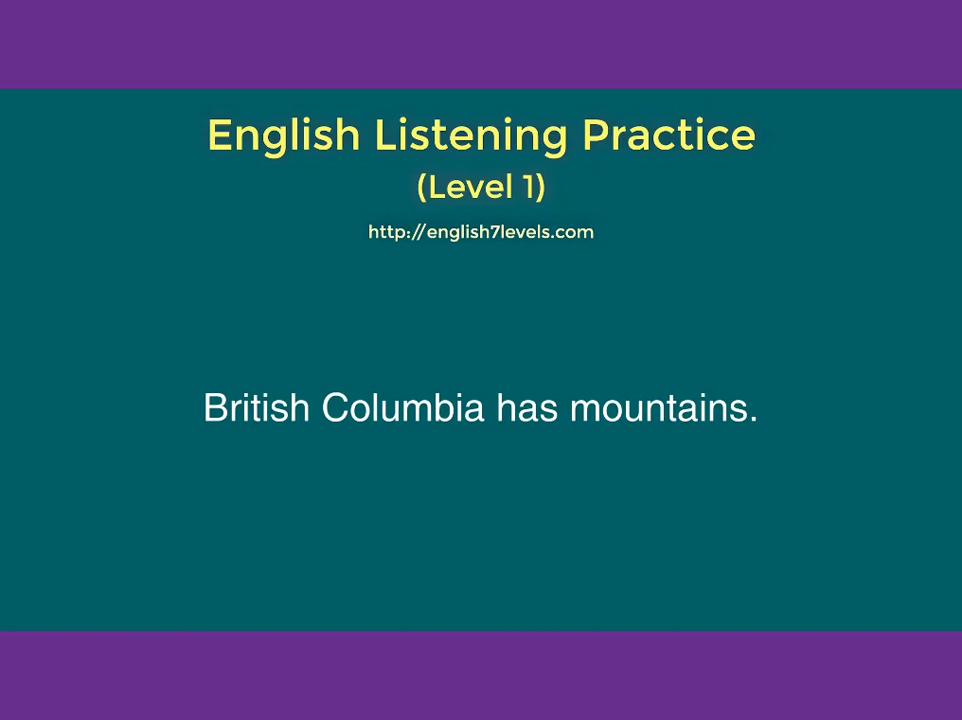 English Listening Practice
(Level 1)
http://english7levels.com
British Columbia has mountains.